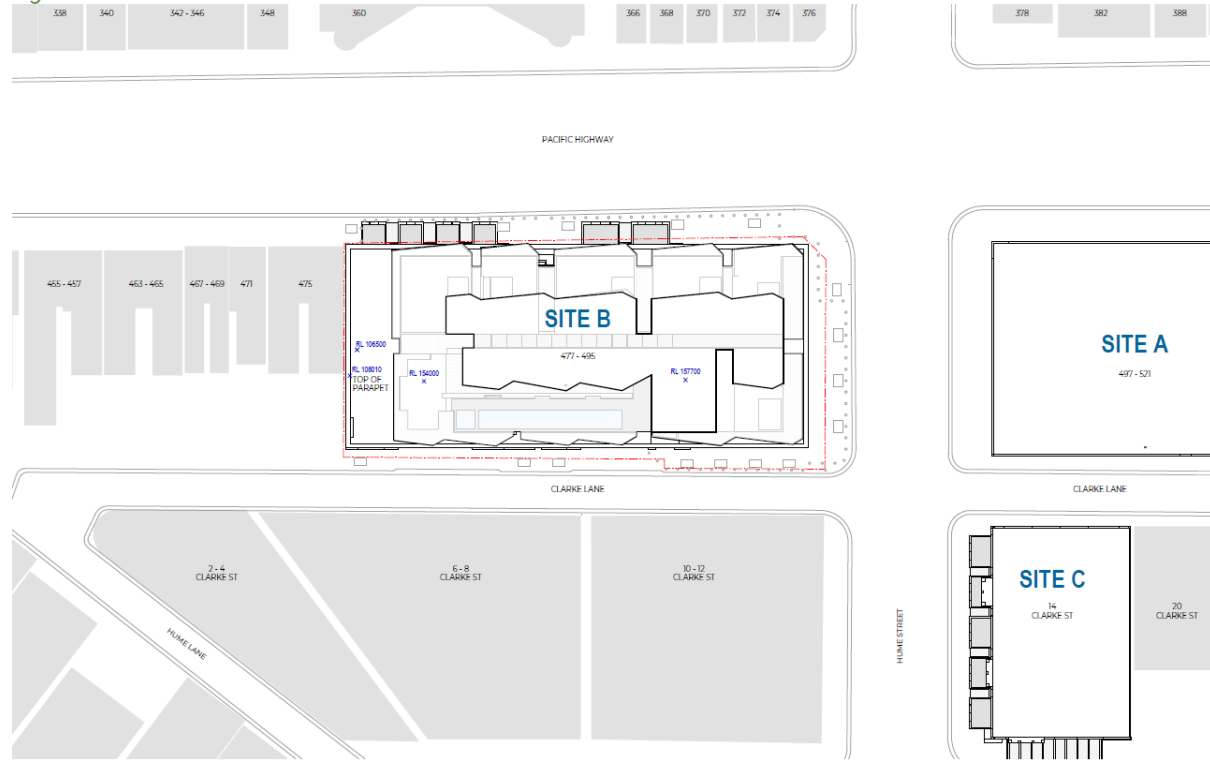 338
340
342 - 346
348
360
366
368
370
372
374
376
378
382
388
PACIFIC HIGHWAY
455 - 457
463 - 465
467 - 469
471
475
SITE B
477 - 495
RL 106500
RL 108010
TOP OF
PARAPET
RL 154000
RL 157700
SITE A
497 - 521
CLARKE LANE
CLARKE LANE
2 - 4
CLARKE ST
6 - 8
CLARKE ST
10 - 12
CLARKE ST
SITE C
14
CLARKE ST
20
CLARKE ST
HUME LANE
HUME STREET